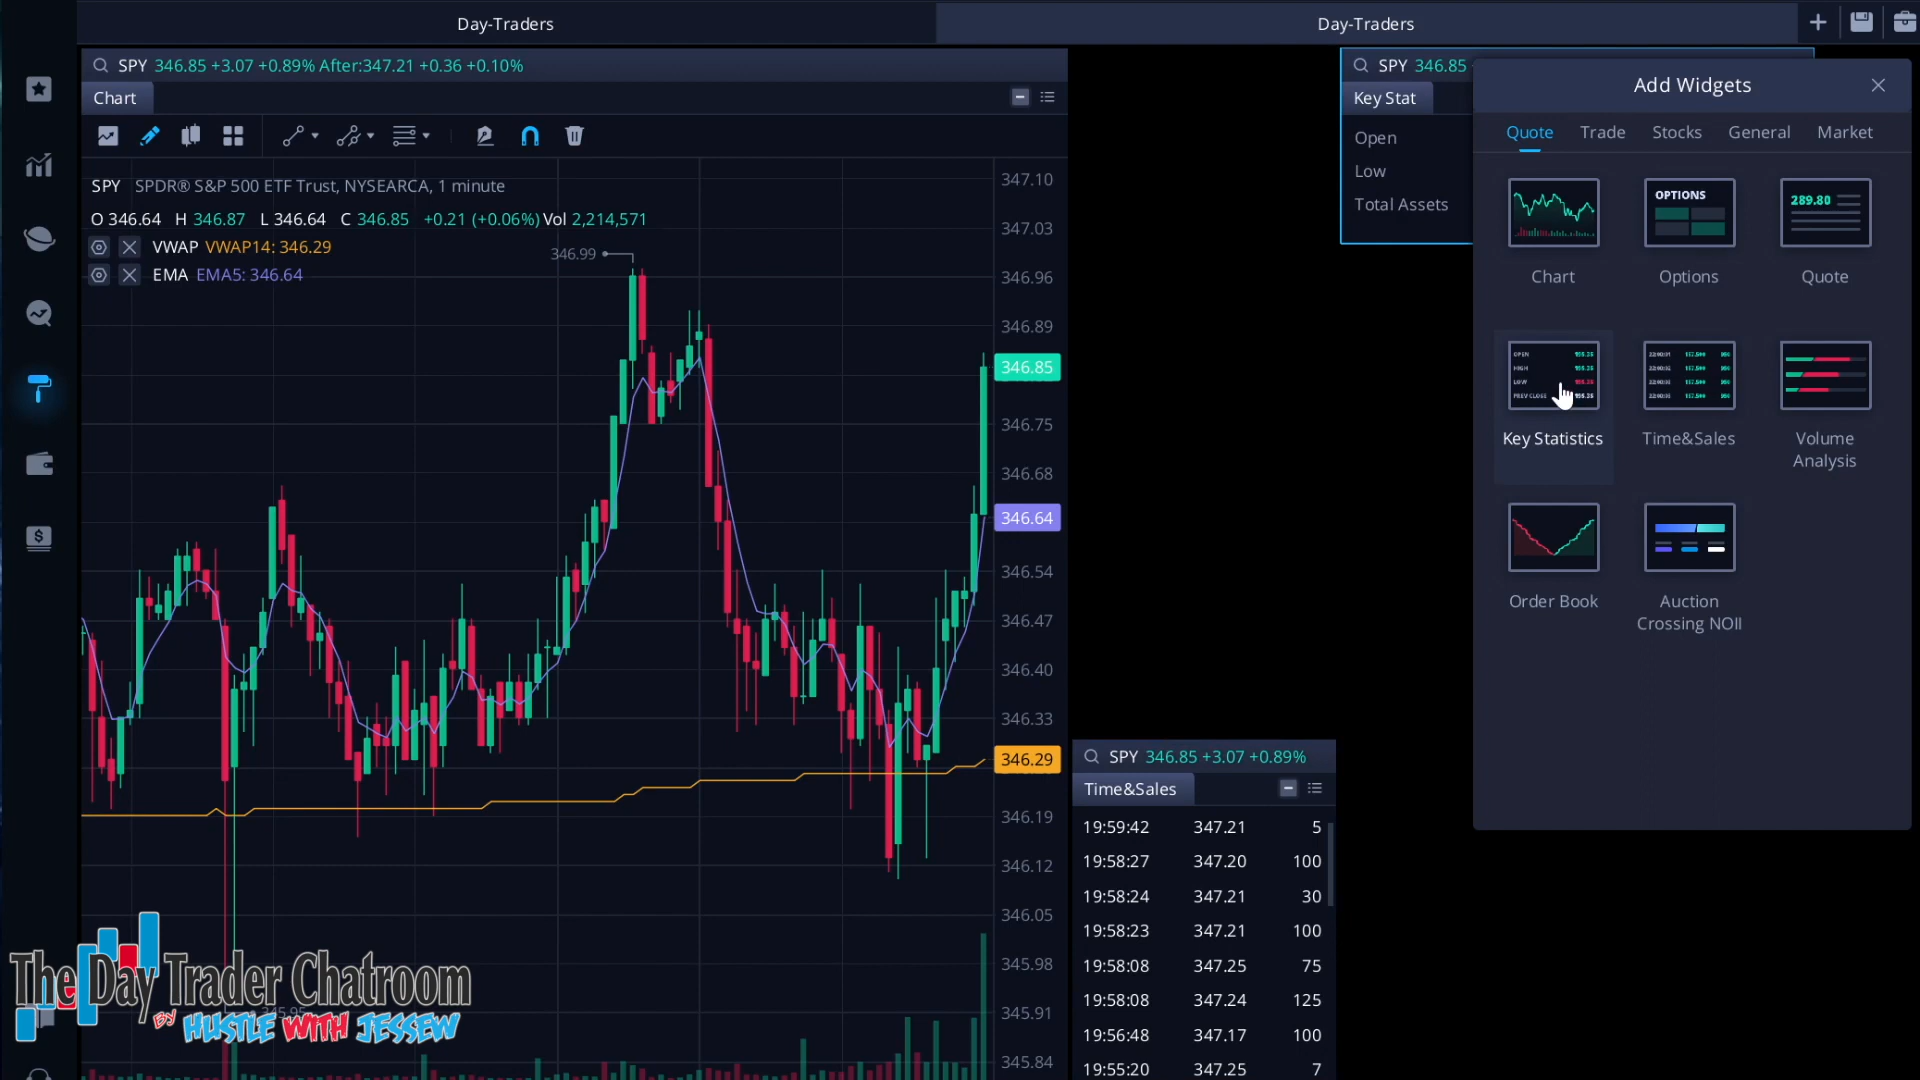 Day-Traders
Day-Traders
SPY 346.85 +3.07 +0.89% After:347.21 +0.36 +0.10%
Chart
SPY SPDR® S&P 500 ETF Trust, NYSEARCA, 1 minute
O 346.64 H 346.87 L 346.64 C 346.85 +0.21 (+0.06%) Vol 2,214,571
VWAP VWAP14: 346.29
EMA EMA5: 346.64
346.99
347.10
347.03
346.96
346.89
346.85
346.75
346.68
346.64
346.54
346.47
346.40
346.33
346.29
346.19
346.12
346.05
345.98
345.91
345.84
345.95
The Day Trader Chatroom
BY HUSTLE WITH JESSEW
SPY 346.85
Key Stat
Open
Low
Total Assets
SPY 346.85 +3.07 +0.89%
Time&Sales
19:59:42 347.21 5
19:58:27 347.20 100
19:58:24 347.21 30
19:58:23 347.21 100
19:58:08 347.25 75
19:58:08 347.24 125
19:56:48 347.17 100
19:55:20 347.25 7
Add Widgets
Quote Trade Stocks General Market
OPTIONS
289.80
Chart Options Quote
OPEN
HIGH
LOW
PREV CLOSE
Key Statistics Time&Sales Volume
Analysis
Order Book Auction
Crossing NOII